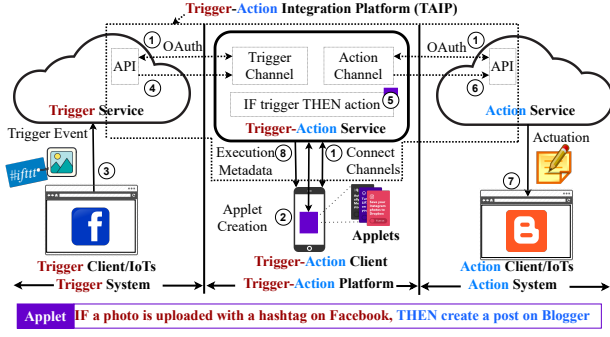 Trigger-Action Integration Platform (TAIP)
1
OAuth
API
4
Trigger Service
Trigger
Channel
Action
Channel
IF trigger THEN action
5
Trigger-Action Service
1
OAuth
API
6
Action Service
Trigger Event
#ifttt
3
Execution
Metadata
8
1
Connect
Channels
Actuation
7
Applet
Creation
2
Applets
Trigger Client/IoTs
Trigger-Action Client
Action Client/IoTs
Trigger System
Trigger-Action Platform
Action System
Applet IF a photo is uploaded with a hashtag on Facebook, THEN create a post on Blogger